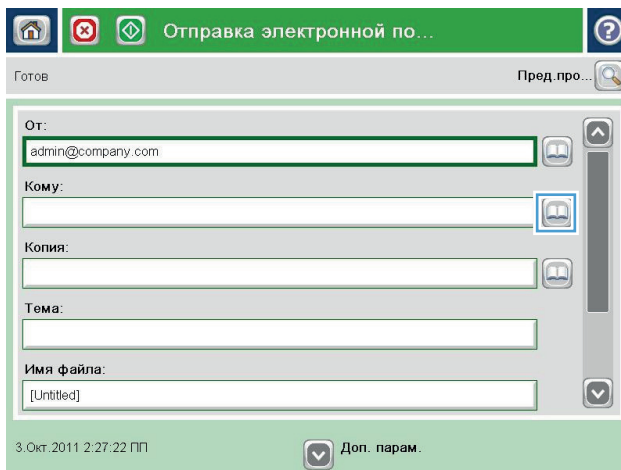 Отправка электронной по...
Готов
Пред.про...
От:
admin@company.com
Кому:
Копия:
Тема:
Имя файла:
[Untitled]
3.Окт.2011 2:27:22 ПП
Доп. парам.